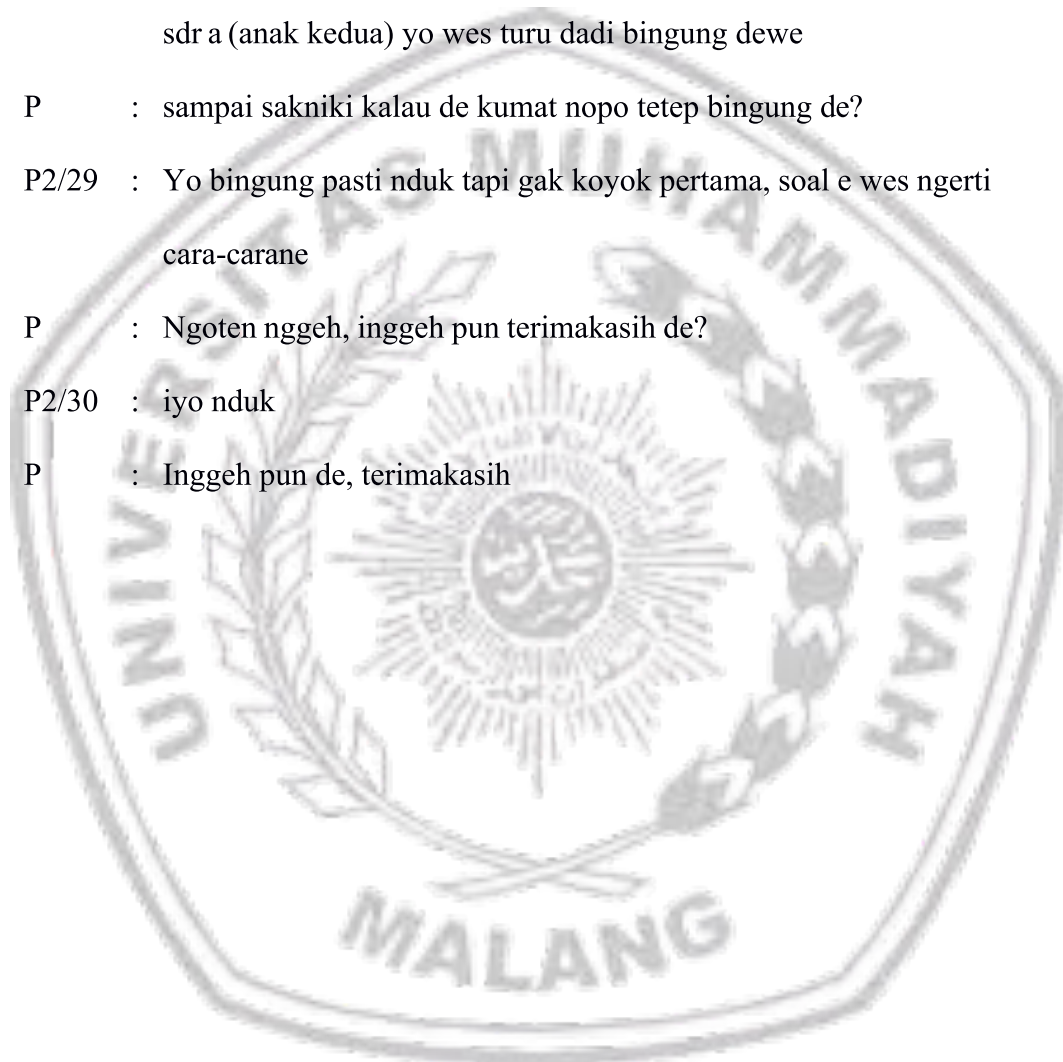 sdr a (anak kedua) yo wes turu dadi bingung dewe
P : sampai sakniki kalau de kumat nopo tetep bingung de?
P2/29 : Yo bingung pasti nduk tapi gak koyok pertama, soal e wes ngerti
cara-carane
P : Ngoten nggeh, inggeh pun terimakasih de?
P2/30 : iyo nduk
P : Inggeh pun de, terimakasih
UNIVERSITAS MUHAMMADIYAH
MALANG